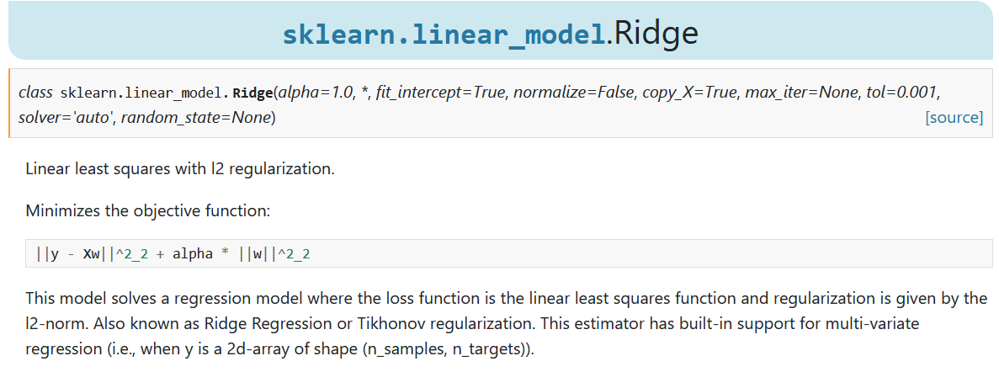 sklearn.linear_model.Ridge
class sklearn.linear_model.Ridge(alpha=1.0, *, fit_intercept=True, normalize=False, copy_X=True, max_iter=None, tol=0.001,
solver='auto', random_state=None) [source]
Linear least squares with l2 regularization.
Minimizes the objective function:
||y - Xw||^2_2 + alpha * ||w||^2_2
This model solves a regression model where the loss function is the linear least squares function and regularization is given by the
l2-norm. Also known as Ridge Regression or Tikhonov regularization. This estimator has built-in support for multi-variate
regression (i.e., when y is a 2d-array of shape (n_samples, n_targets)).